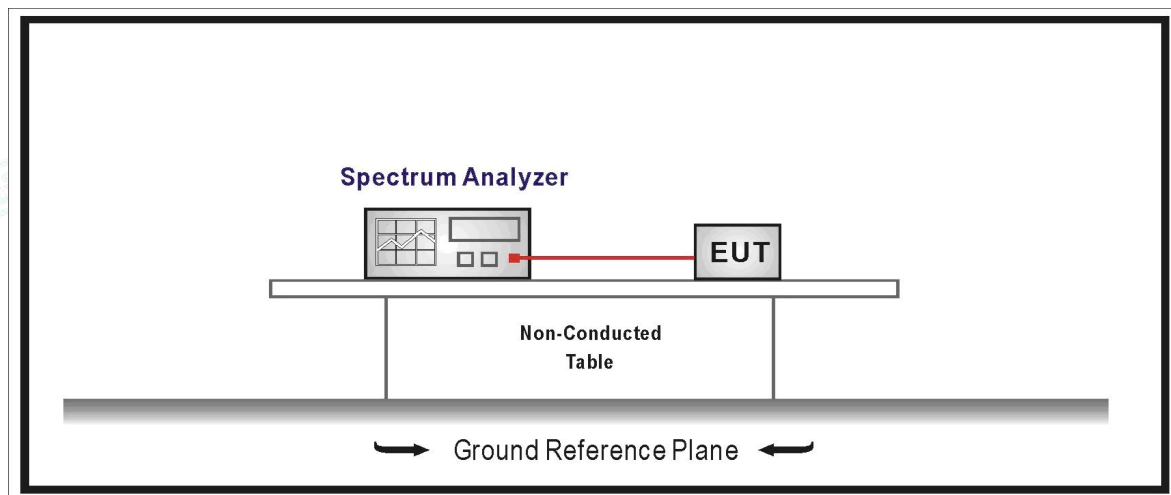 Spectrum Analyzer
EUT
Non-Conducted
Table
Ground Reference Plane